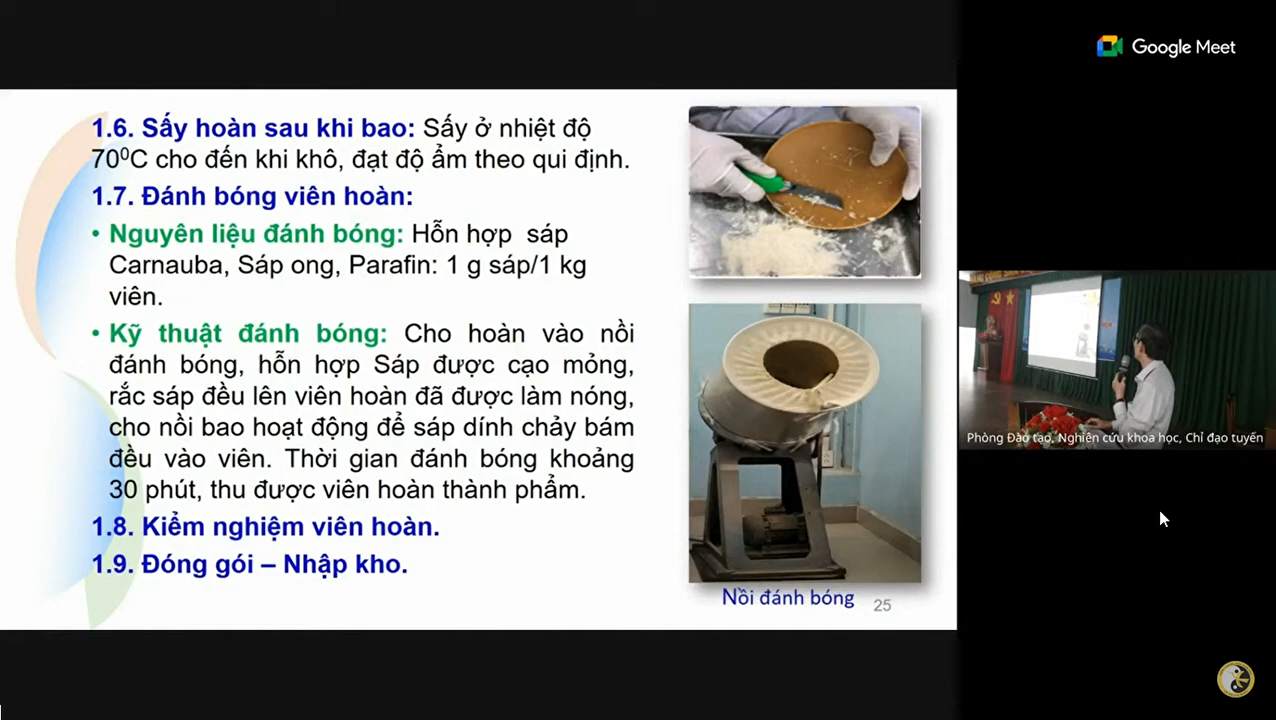 1.6. Sấy hoàn sau khi bao: Sấy ở nhiệt độ
70⁰C cho đến khi khô, đạt độ ẩm theo qui định.
1.7. Đánh bóng viên hoàn:
• Nguyên liệu đánh bóng: Hỗn hợp sáp
Carnauba, Sáp ong, Parafin: 1 g sáp/1 kg
viên.
• Kỹ thuật đánh bóng: Cho hoàn vào nồi
đánh bóng, hỗn hợp Sáp được cạo mỏng,
rắc sáp đều lên viên hoàn đã được làm nóng,
cho nồi bao hoạt động để sáp dính chảy bám
đều vào viên. Thời gian đánh bóng khoảng
30 phút, thu được viên hoàn thành phẩm.
1.8. Kiểm nghiệm viên hoàn.
1.9. Đóng gói – Nhập kho.
Nồi đánh bóng
25
Google Meet
Phòng Đào tạo, Nghiên cứu khoa học, Chỉ đạo tuyến